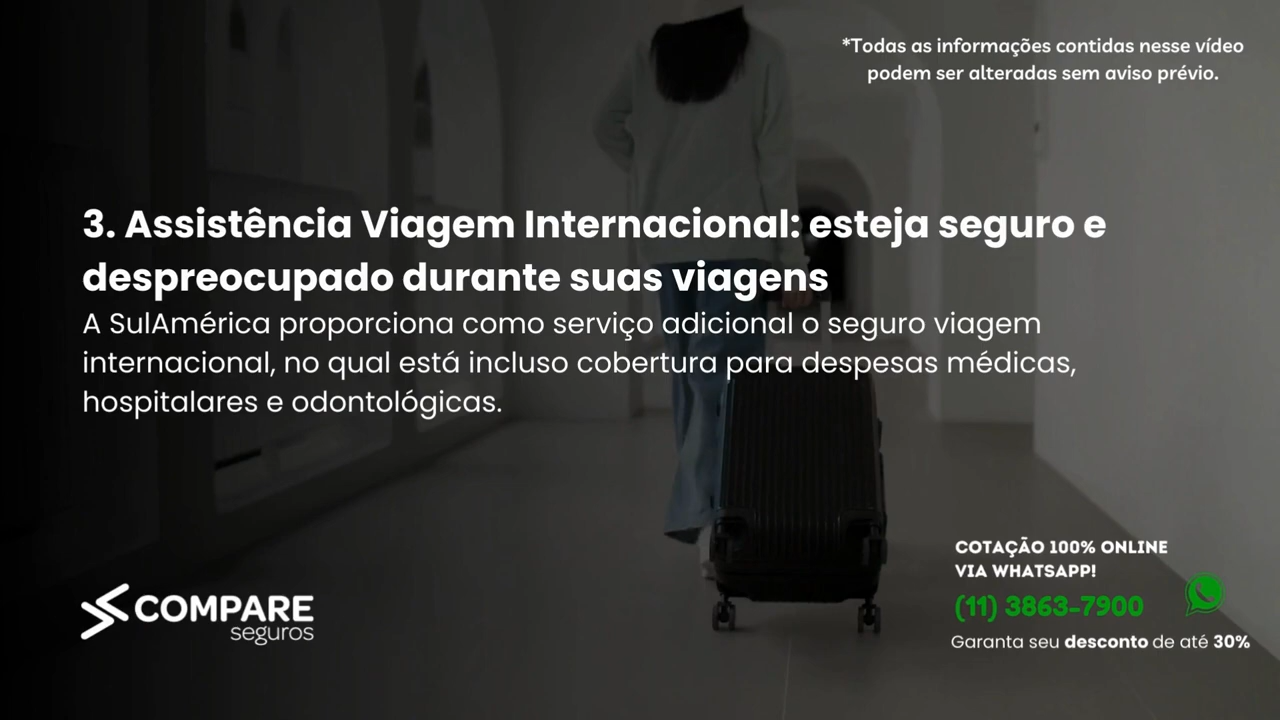 *Todas as informações contidas nesse vídeo
podem ser alteradas sem aviso prévio.
3. Assistência Viagem Internacional: esteja seguro e
despreocupado durante suas viagens
A SulAmérica proporciona como serviço adicional o seguro viagem
internacional, no qual está incluso cobertura para despesas médicas,
hospitalares e odontológicas.
COTAÇÃO 100% ONLINE
VIA WHATSAPP!
(11) 3863-7900
Garanta seu desconto de até 30%
COMPARE
seguros